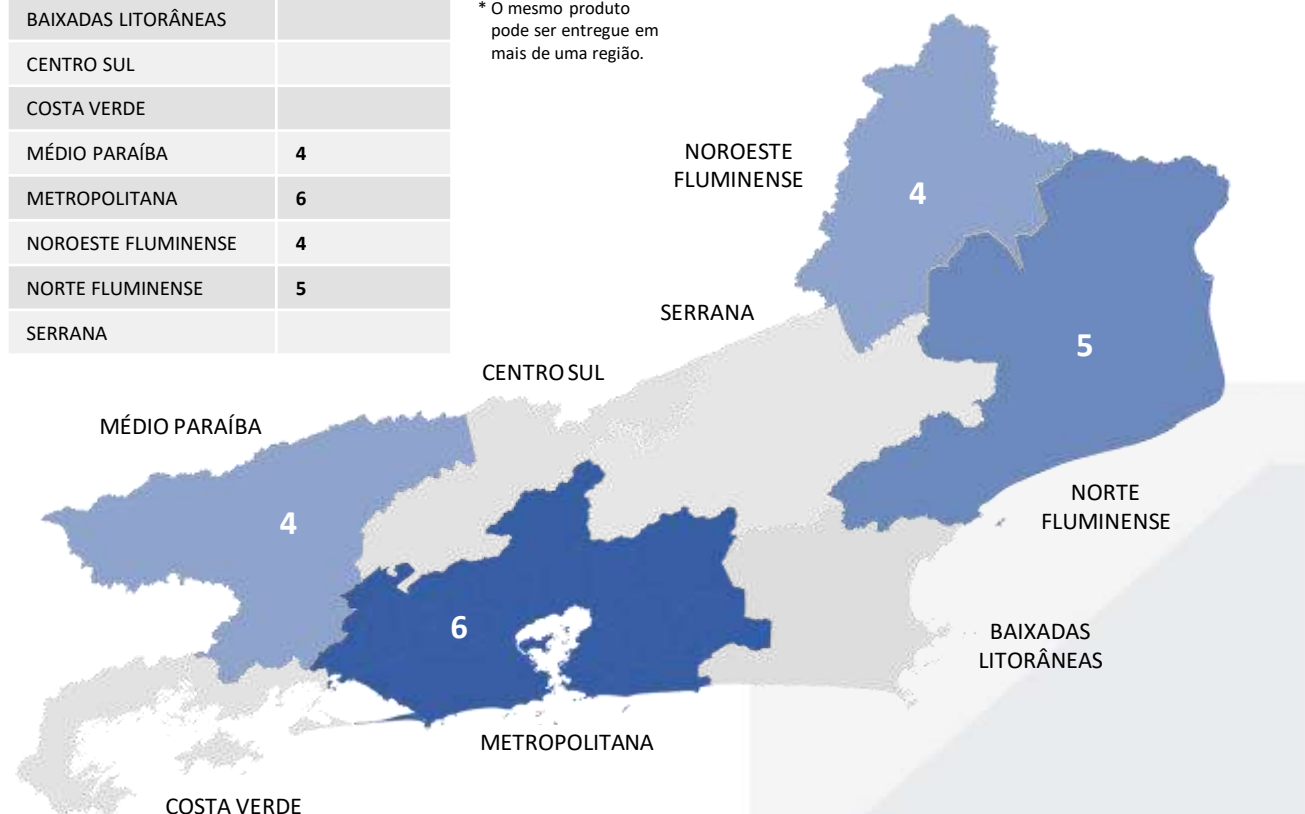 BAIXADAS LITORÂNEAS
CENTRO SUL
COSTA VERDE
MÉDIO PARAÍBA 4
METROPOLITANA 6
NOROESTE FLUMINENSE 4
NORTE FLUMINENSE 5
SERRANA
* O mesmo produto
pode ser entregue em
mais de uma região.
NOROESTE
FLUMINENSE
4
SERRANA
5
CENTRO SUL
MÉDIO PARAÍBA
NORTE
FLUMINENSE
4
6
BAIXADAS
LITORÂNEAS
METROPOLITANA
COSTA VERDE